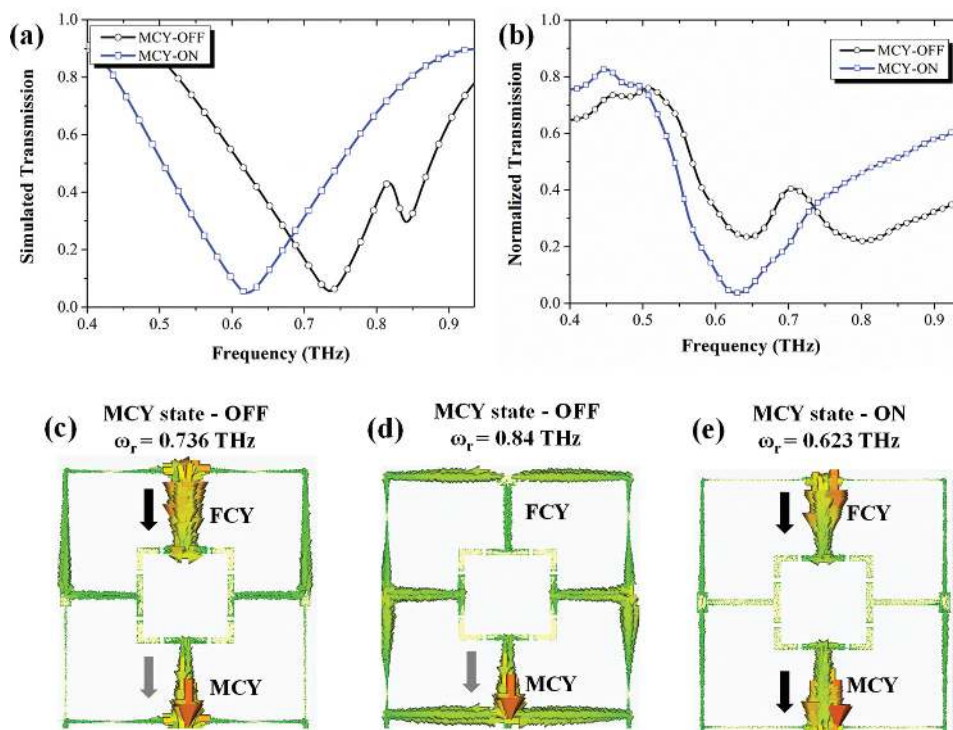 (a)
MCY-OFF
MCY-ON
Simulated Transmission
1.0
0.8
0.6
0.4
0.2
0.0
0.4 0.5 0.6 0.7 0.8 0.9
Frequency (THz)
(b)
MCY-OFF
MCY-ON
Normalized Transmission
1.0
0.8
0.6
0.4
0.2
0.0
0.4 0.5 0.6 0.7 0.8 0.9
Frequency (THz)
(c)
MCY state - OFF
ωr = 0.736 THz
FCY
MCY
(d)
MCY state - OFF
ωr = 0.84 THz
FCY
MCY
(e)
MCY state - ON
ωr = 0.623 THz
FCY
MCY